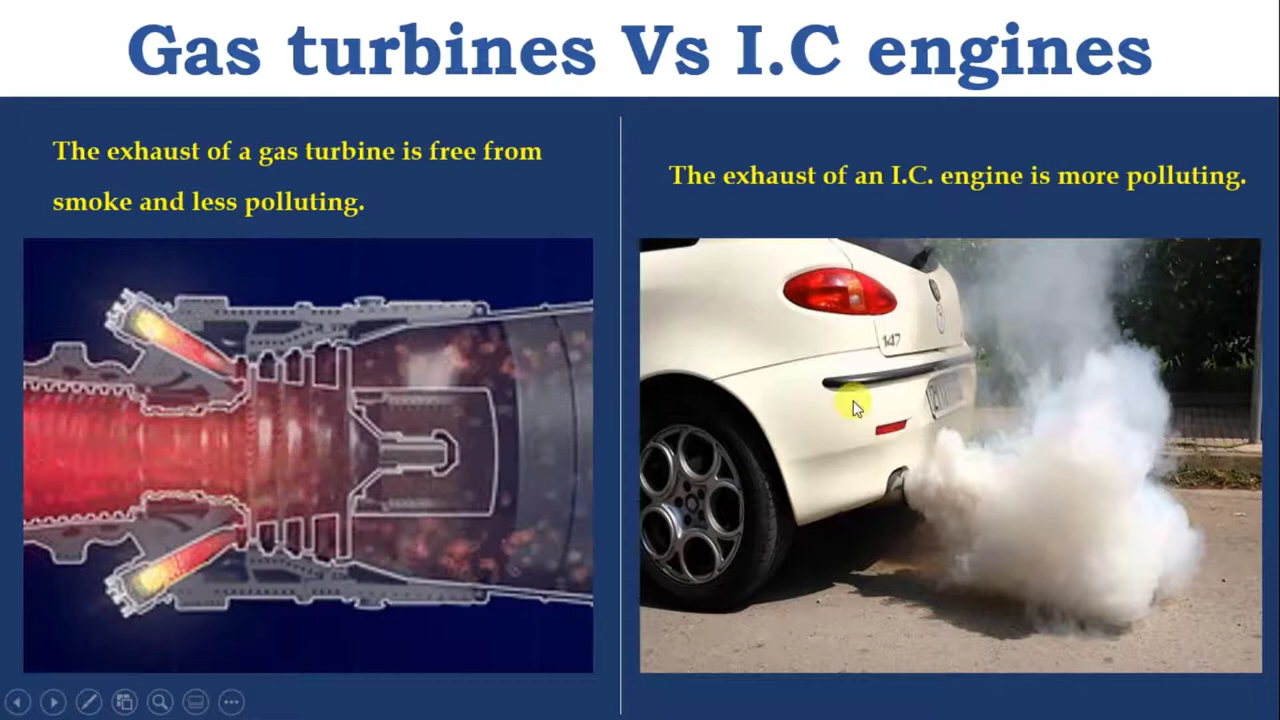 Gas turbines Vs I.C engines
The exhaust of a gas turbine is free from
smoke and less polluting.
The exhaust of an I.C. engine is more polluting.
147